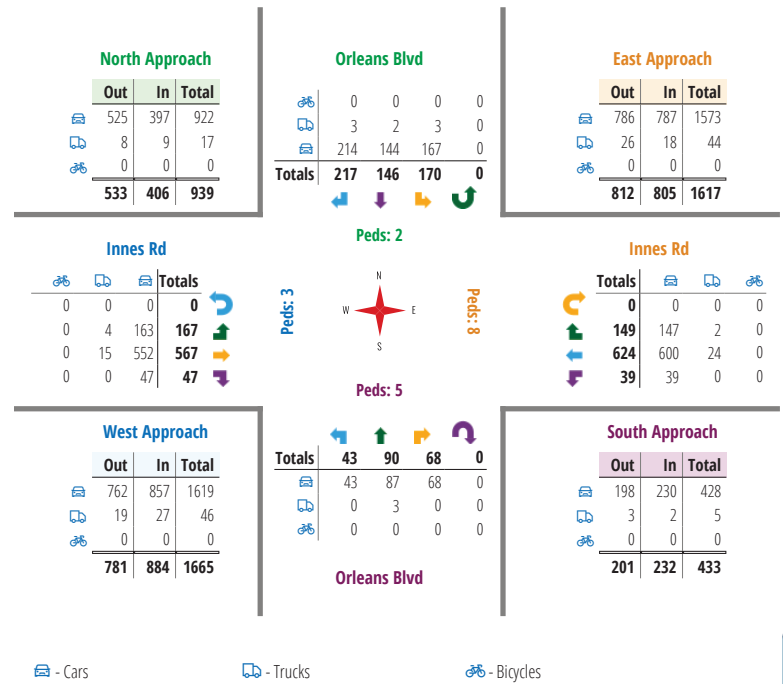 North Approach
Out In Total
525 397 922
8 9 17
0 0 0
533 406 939
Orleans Blvd
0 0 0 0
3 2 3 0
214 144 167 0
Totals 217 146 170 0
East Approach
Out In Total
786 787 1573
26 18 44
0 0 0
812 805 1617
Innes Rd
Totals
0 0 0 0
0 4 163 167
0 15 552 567
0 0 47 47
Peds: 2
Peds: 3
N
W E
S
Peds: 8
Peds: 5
Innes Rd
Totals
0 0 0 0
149 147 2 0
624 600 24 0
39 39 0 0
West Approach
Out In Total
762 857 1619
19 27 46
0 0 0
781 884 1665
Totals 43 90 68 0
43 87 68 0
0 3 0 0
0 0 0 0
Orleans Blvd
South Approach
Out In Total
198 230 428
3 2 5
0 0 0
201 232 433
- Cars - Trucks - Bicycles